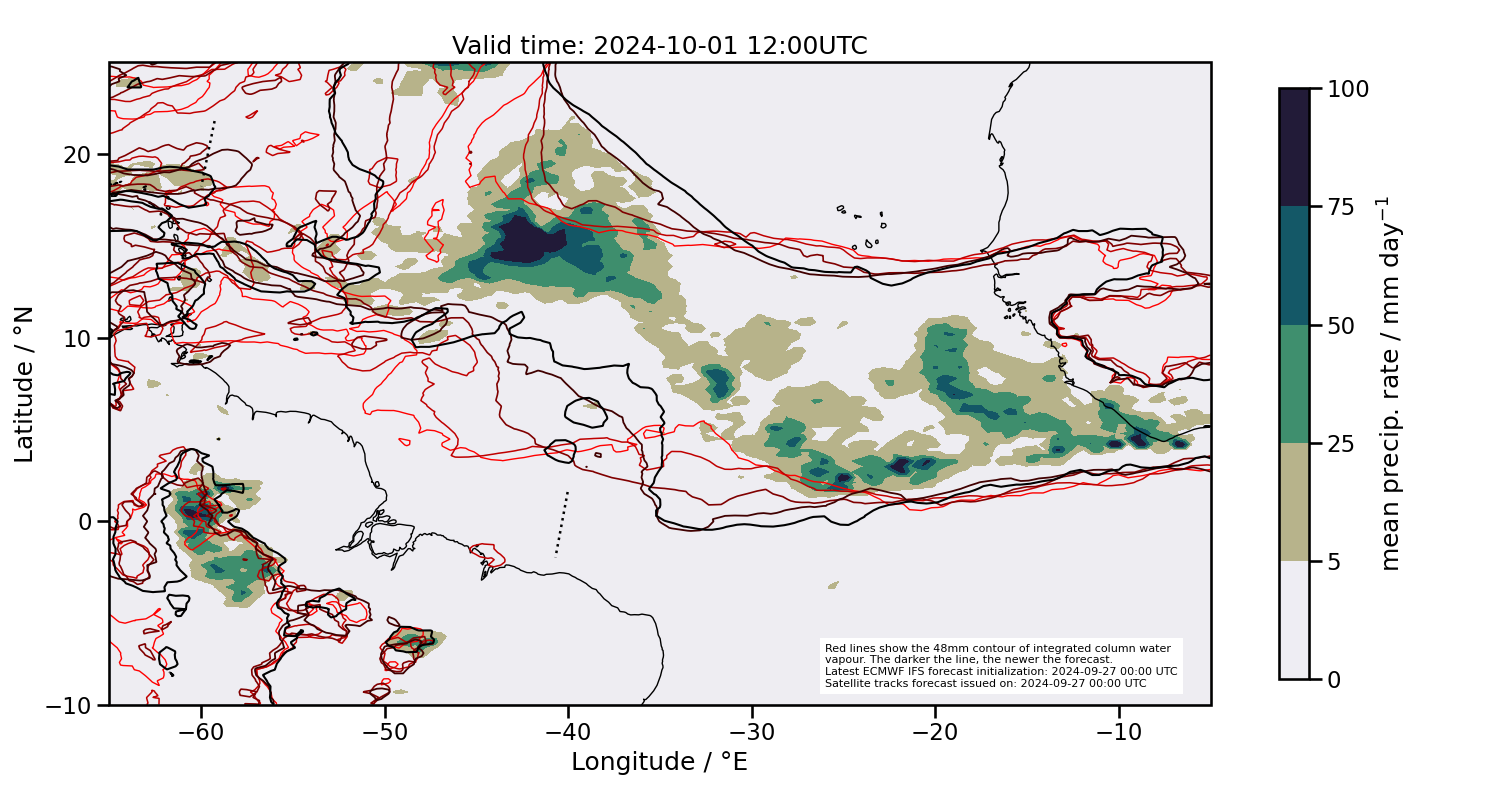 Valid time: 2024-10-01 12:00UTC
20
10
0
−10
Latitude / °N
−60
−50
−40
−30
−20
−10
Longitude / °E
100
75
50
25
5
0
mean precip. rate / mm day⁻¹
Red lines show the 48mm contour of integrated column water
vapour. The darker the line, the newer the forecast.
Latest ECMWF IFS forecast initialization: 2024-09-27 00:00 UTC
Satellite tracks forecast issued on: 2024-09-27 00:00 UTC